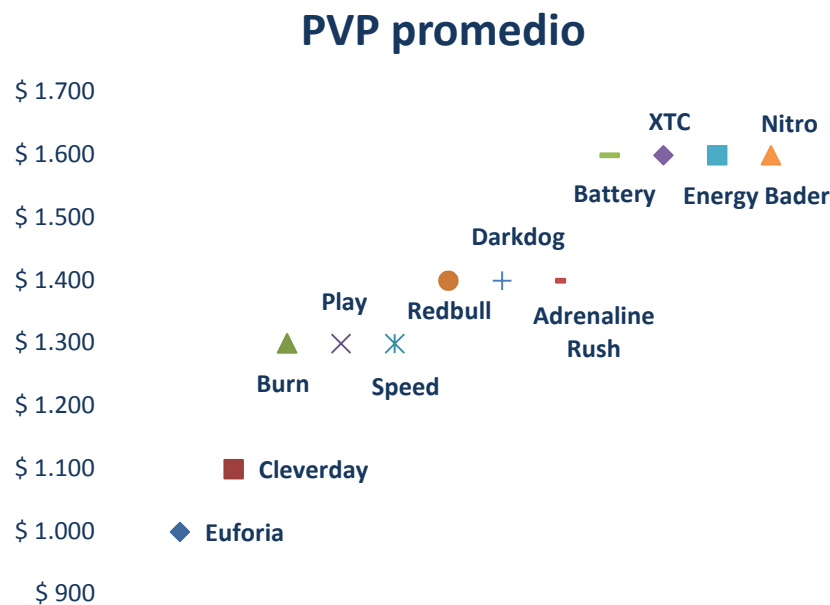 PVP promedio
$ 1.700
XTC
Nitro
$ 1.600
Battery
Energy Bader
$ 1.500
Darkdog
$ 1.400
Play
Redbull
Adrenaline
Rush
$ 1.300
Burn
Speed
$ 1.200
$ 1.100
Cleverday
$ 1.000
Euforia
$ 900